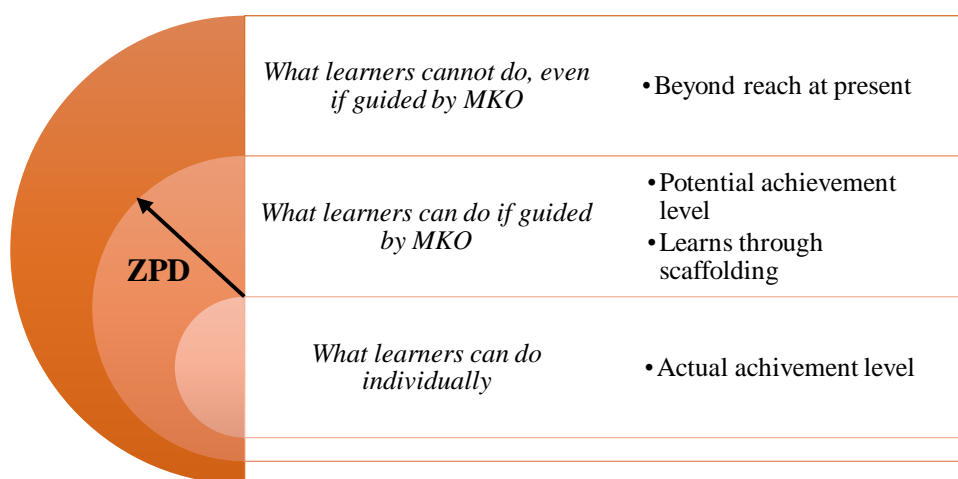 What learners cannot do, even
if guided by MKO
•Beyond reach at present
What learners can do if guided
by MKO
•Potential achievement
level
•Learns through
scaffolding
ZPD
What learners can do
individually
•Actual achivement level